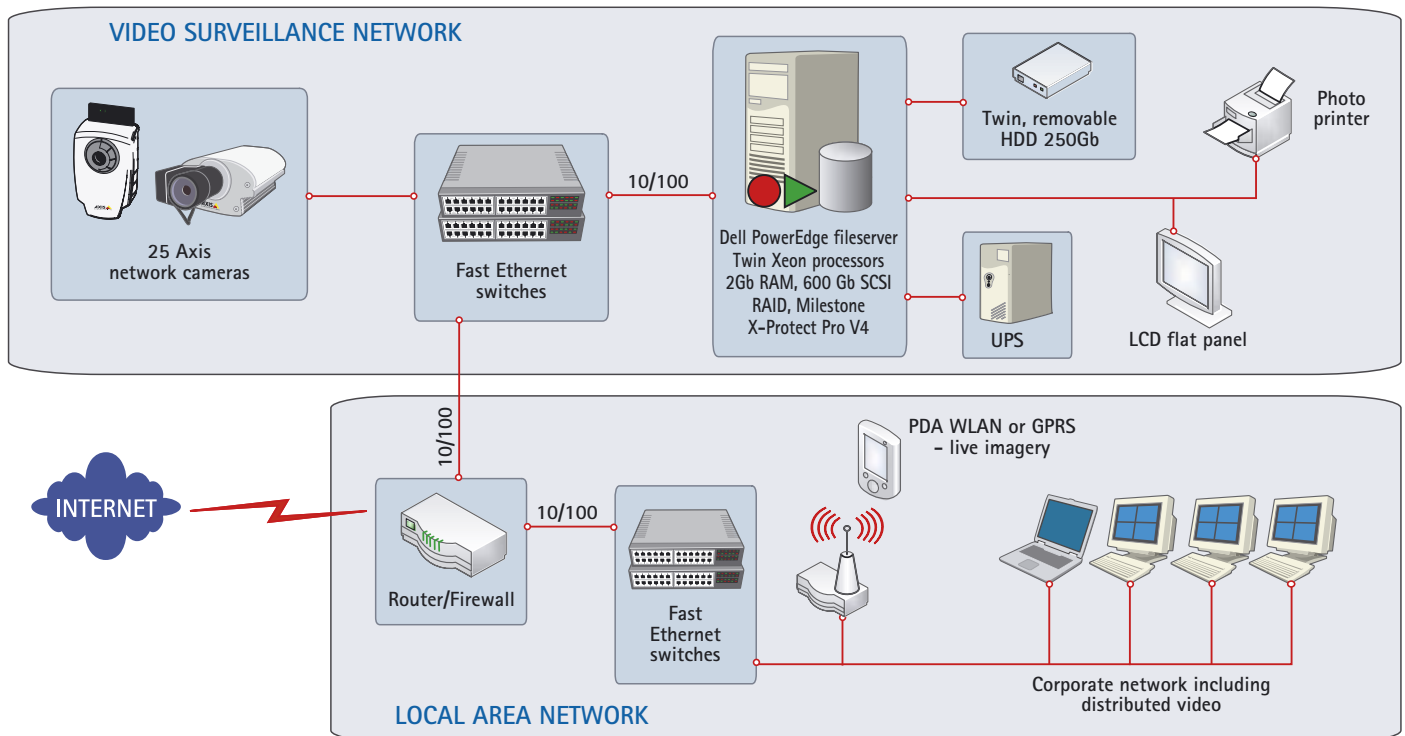 VIDEO SURVEILLANCE NETWORK
25 Axis
network cameras
Fast Ethernet
switches
10/100
Dell PowerEdge fileserver
Twin Xeon processors
2Gb RAM, 600 Gb SCSI
RAID, Milestone
X-Protect Pro V4
Twin, removable
HDD 250Gb
Photo
printer
UPS
LCD flat panel
10/100
INTERNET
Router/Firewall
10/100
Fast
Ethernet
switches
PDA WLAN or GPRS
- live imagery
Corporate network including
distributed video
LOCAL AREA NETWORK